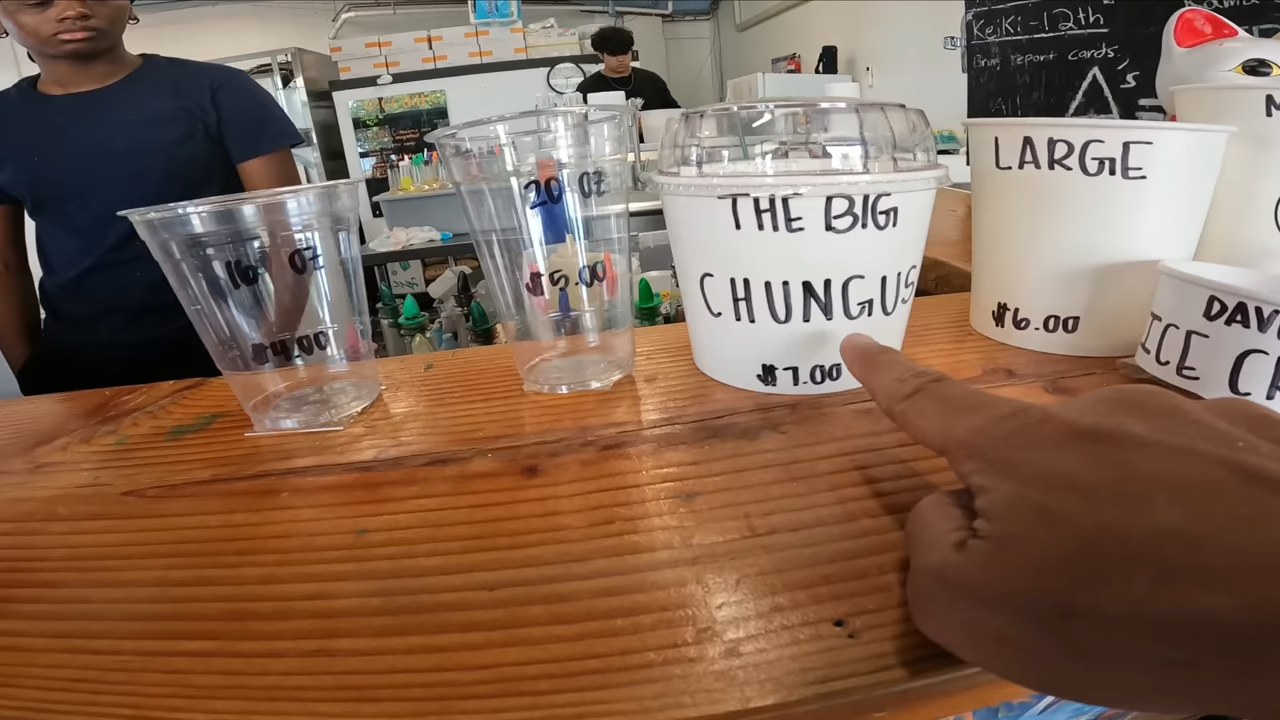 16 OZ
$4.00
20 OZ
$5.00
THE BIG
CHUNGUS
$7.00
LARGE
$6.00
KeiKi-12th
Bring report cards.
All A's
DAV
ICE C
M